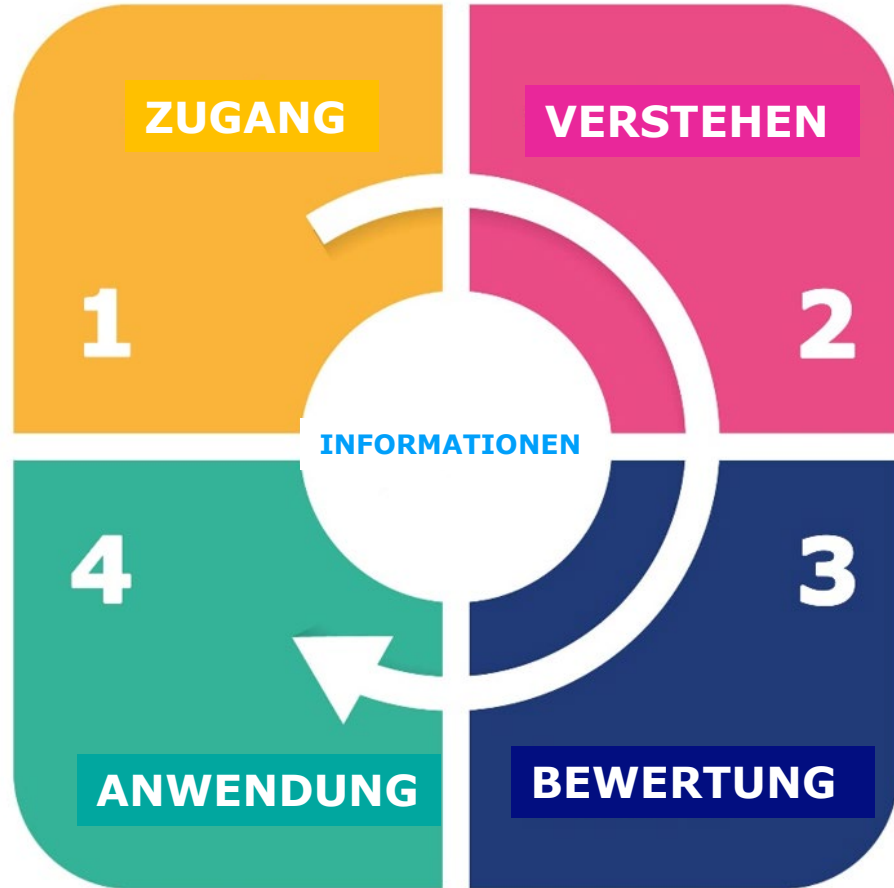 ZUGANG
VERSTEHEN
1
2
INFORMATIONEN
4
3
ANWENDUNG
BEWERTUNG